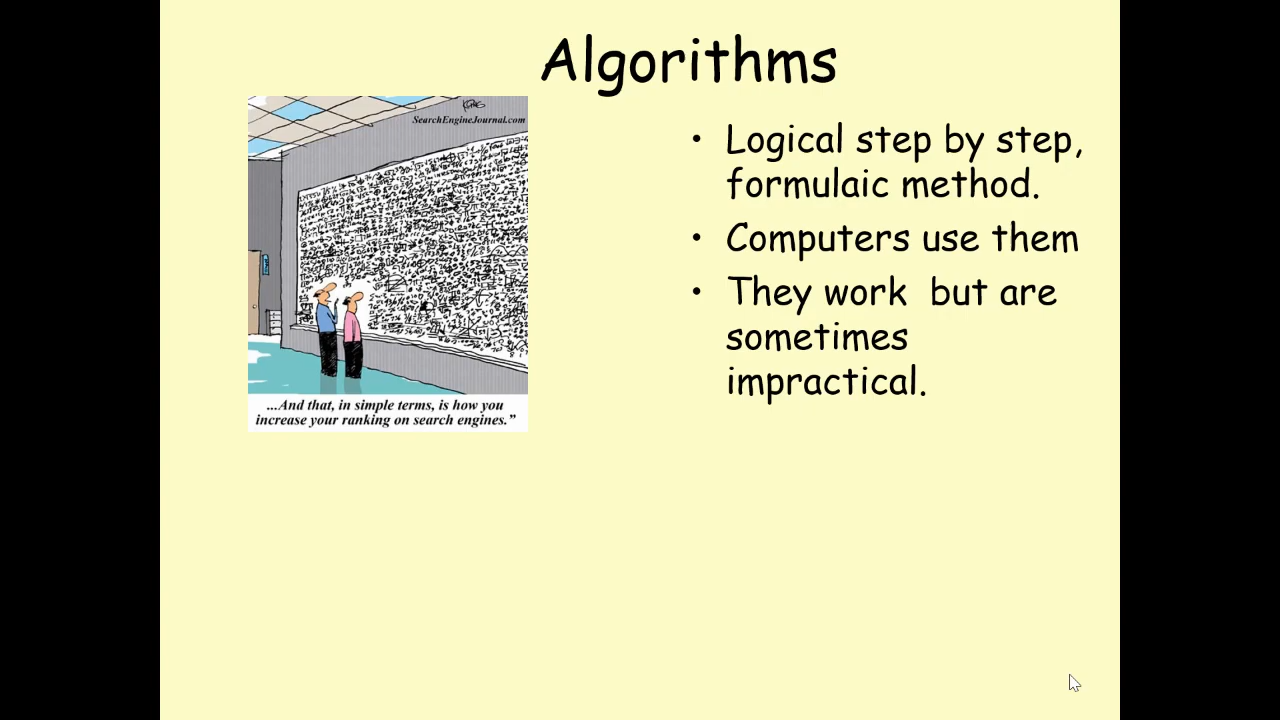 Algorithms
SearchEngineJournal.com
...And that, in simple terms, is how you
increase your ranking on search engines.”
• Logical step by step,
formulaic method.
• Computers use them
• They work  but are
sometimes
impractical.